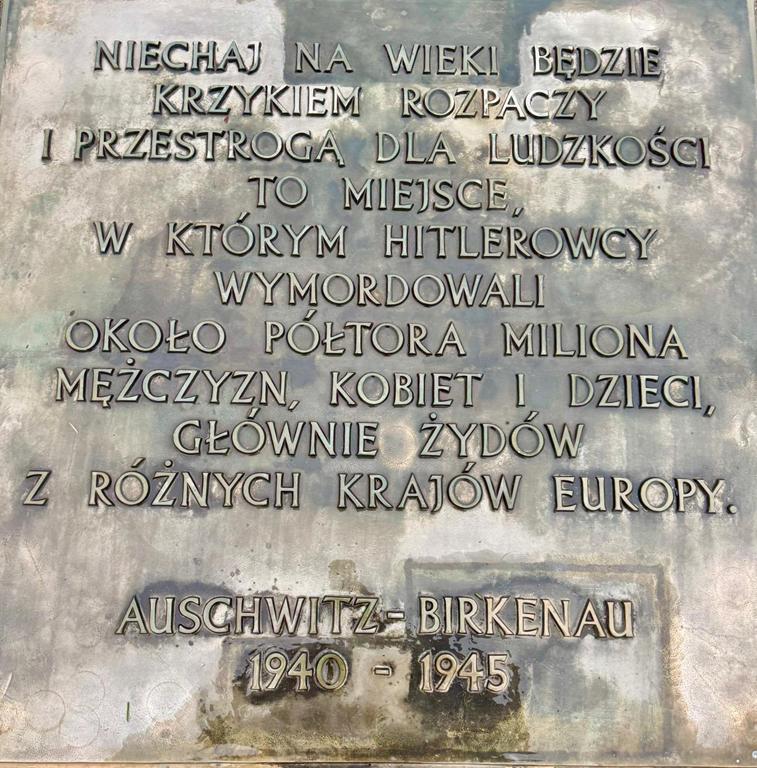 NIECHAJ NA WIEKI BĘDZIE
KRZYKIEM ROZPACZY
I PRZESTROGĄ DLA LUDZKOŚCI
TO MIEJSCE,
W KTÓRYM HITLEROWCY
WYMORDOWALI
OKOŁO PÓŁTORA MILIONA
MĘŻCZYZN, KOBIET I DZIECI,
GŁÓWNIE ŻYDÓW
Z RÓŻNYCH KRAJÓW EUROPY.
AUSCHWITZ - BIRKENAU
1940 - 1945